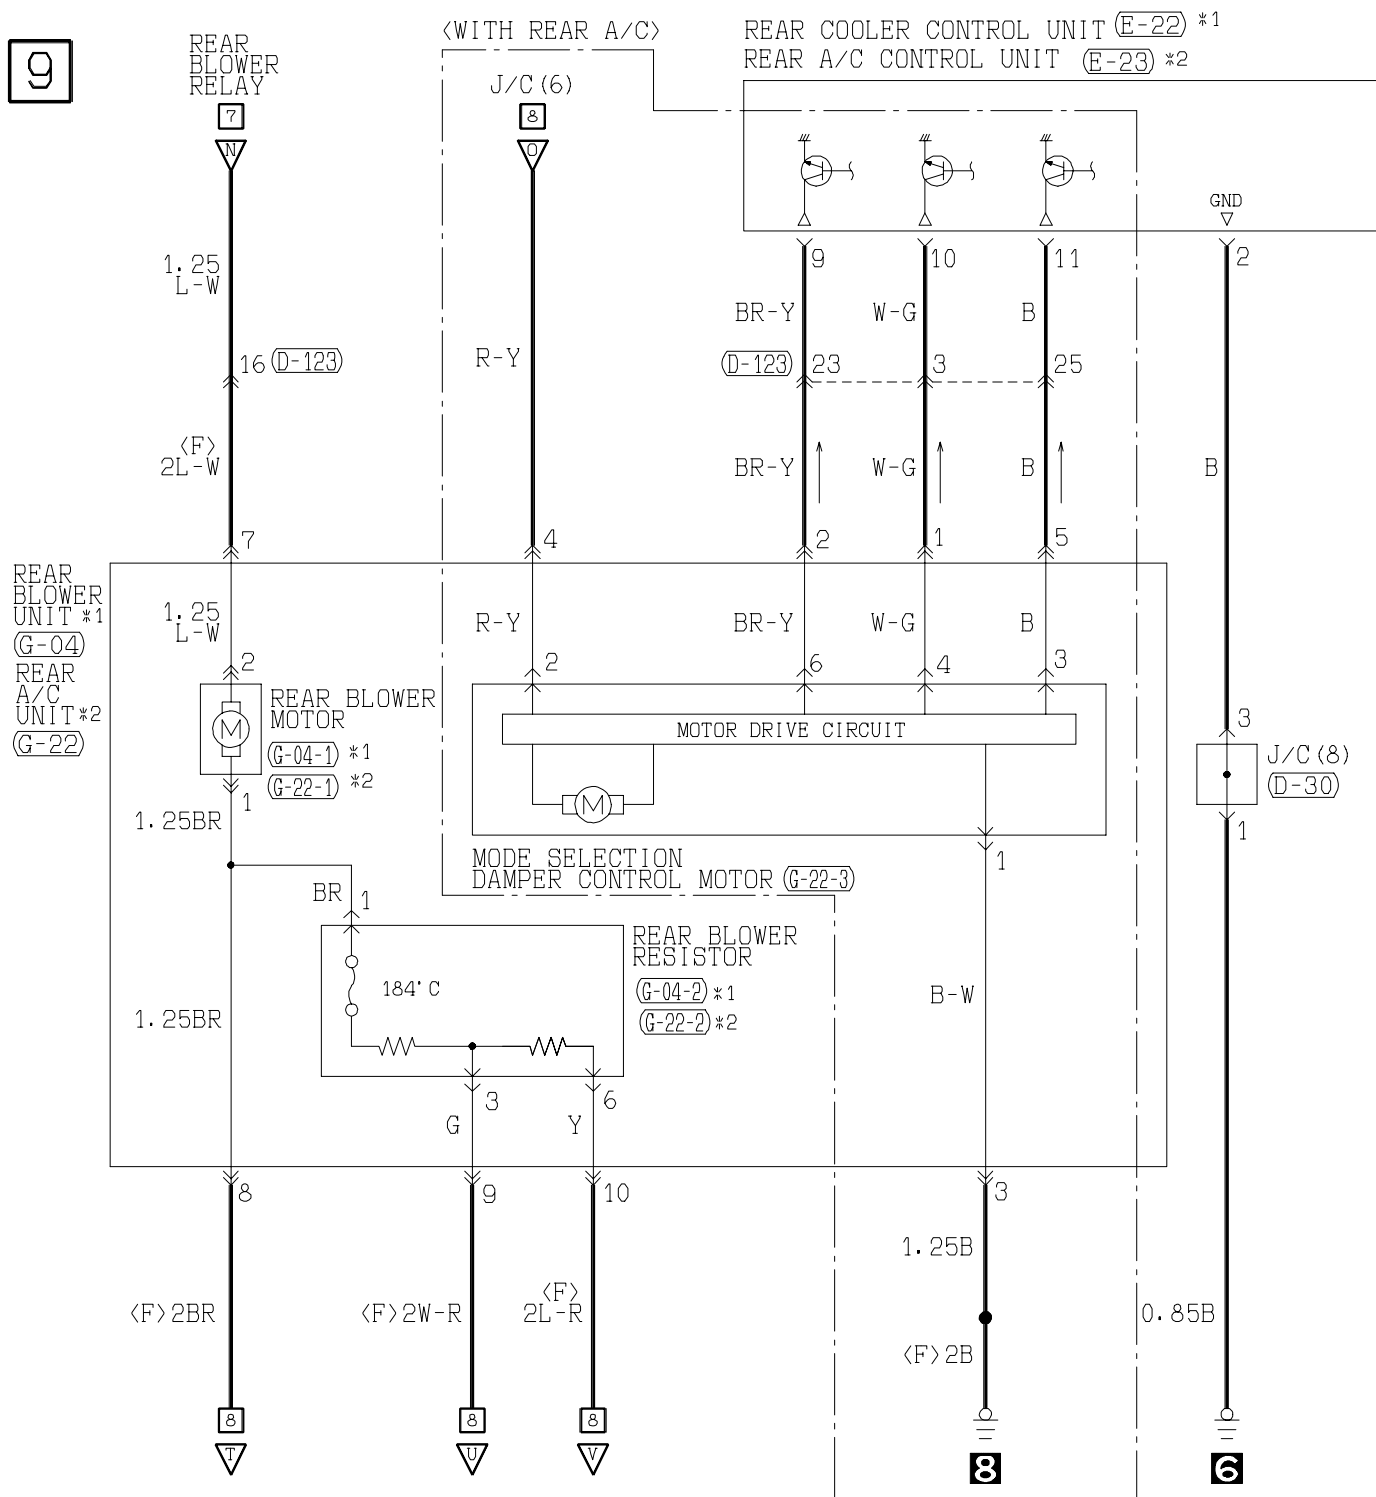 9
REAR
BLOWER
RELAY
7
N
<WITH REAR A/C>
J/C(6)
8
O
REAR COOLER CONTROL UNIT (E-22) *1
REAR A/C CONTROL UNIT (E-23) *2
GND
9
10
11
2
1.25
L-W
BR-Y
W-G
B
16 (D-123)
R-Y
(D-123) 23
3
25
<F>
2L-W
BR-Y
W-G
B
B
7
4
2
1
5
REAR
BLOWER
UNIT *1
(G-04)
REAR
A/C
UNIT*2
(G-22)
1.25
L-W
R-Y
BR-Y
W-G
B
2
2
6
4
3
M
REAR BLOWER
MOTOR
(G-04-1) *1
(G-22-1) *2
1
MOTOR DRIVE CIRCUIT
M
3
J/C(8)
(D-30)
1
1.25BR
MODE SELECTION
DAMPER CONTROL MOTOR (G-22-3)
1
BR
1
REAR BLOWER
RESISTOR
(G-04-2) *1
(G-22-2) *2
184°C
1.25BR
B-W
3
6
G
Y
8
9
10
3
1.25B
<F>2BR
<F>2W-R
<F>
2L-R
0.85B
<F>2B
8
T
8
U
8
V
8
6